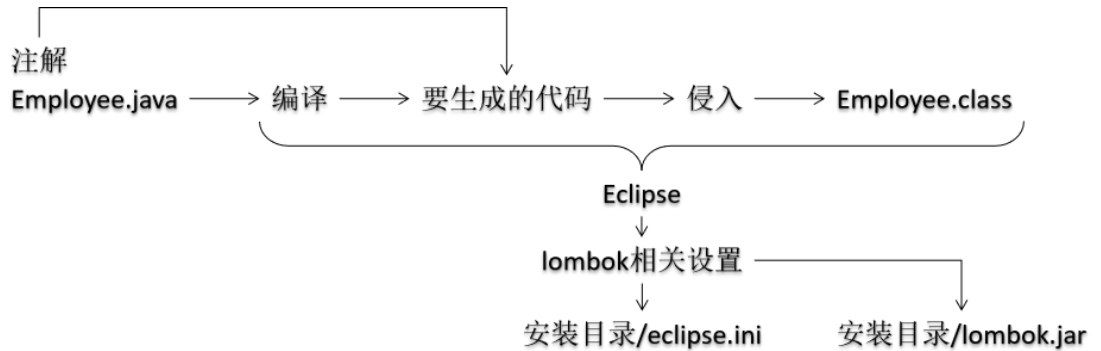 注解
Employee.java
编译
要生成的代码
侵入
Employee.class
Eclipse
lombok相关设置
安装目录/eclipse.ini
安装目录/lombok.jar